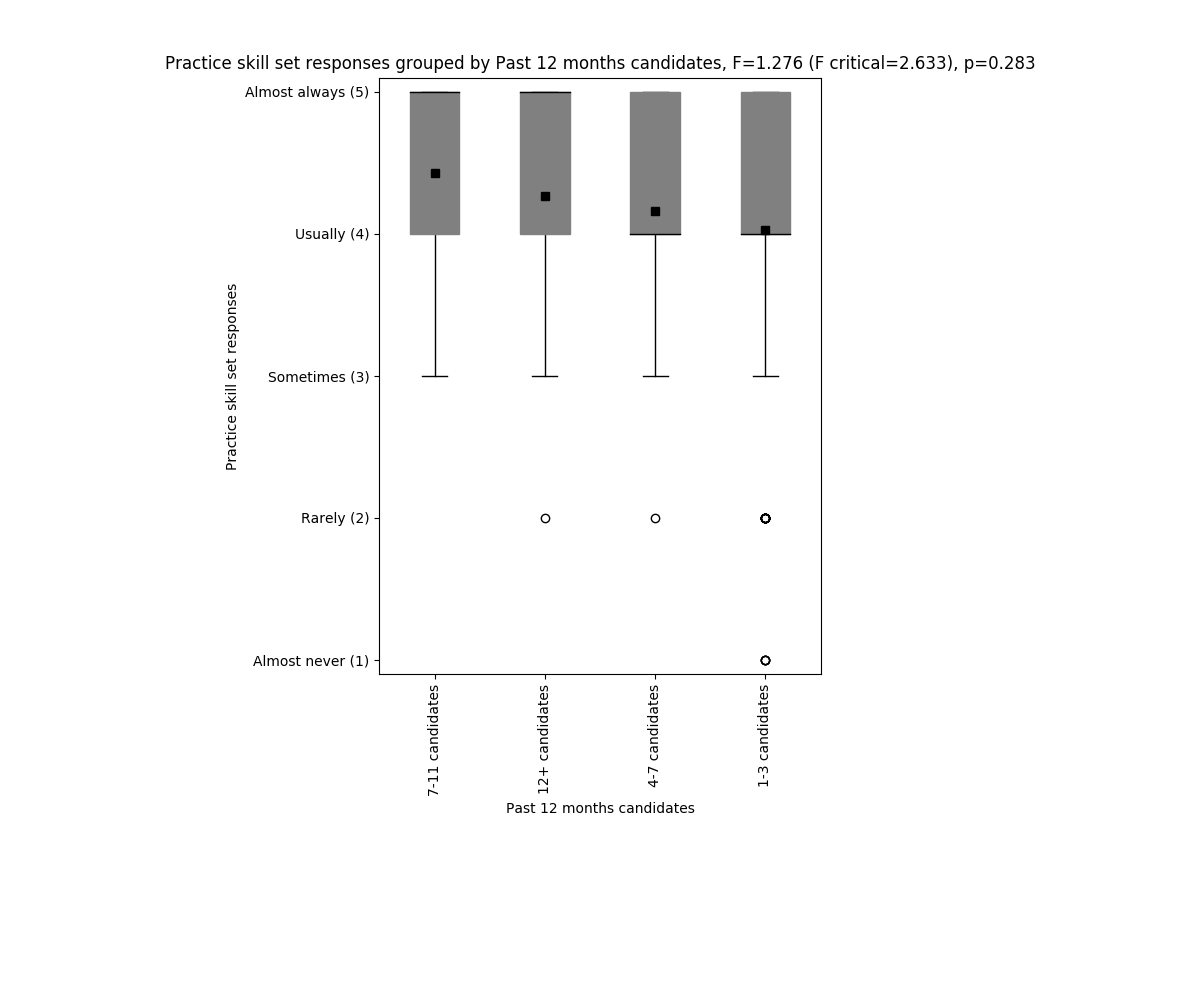 Practice skill set responses grouped by Past 12 months candidates, F=1.276 (F critical=2.633), p=0.283
Almost always (5)
Usually (4)
Sometimes (3)
Rarely (2)
Almost never (1)
Practice skill set responses
7-11 candidates
12+ candidates
4-7 candidates
1-3 candidates
Past 12 months candidates